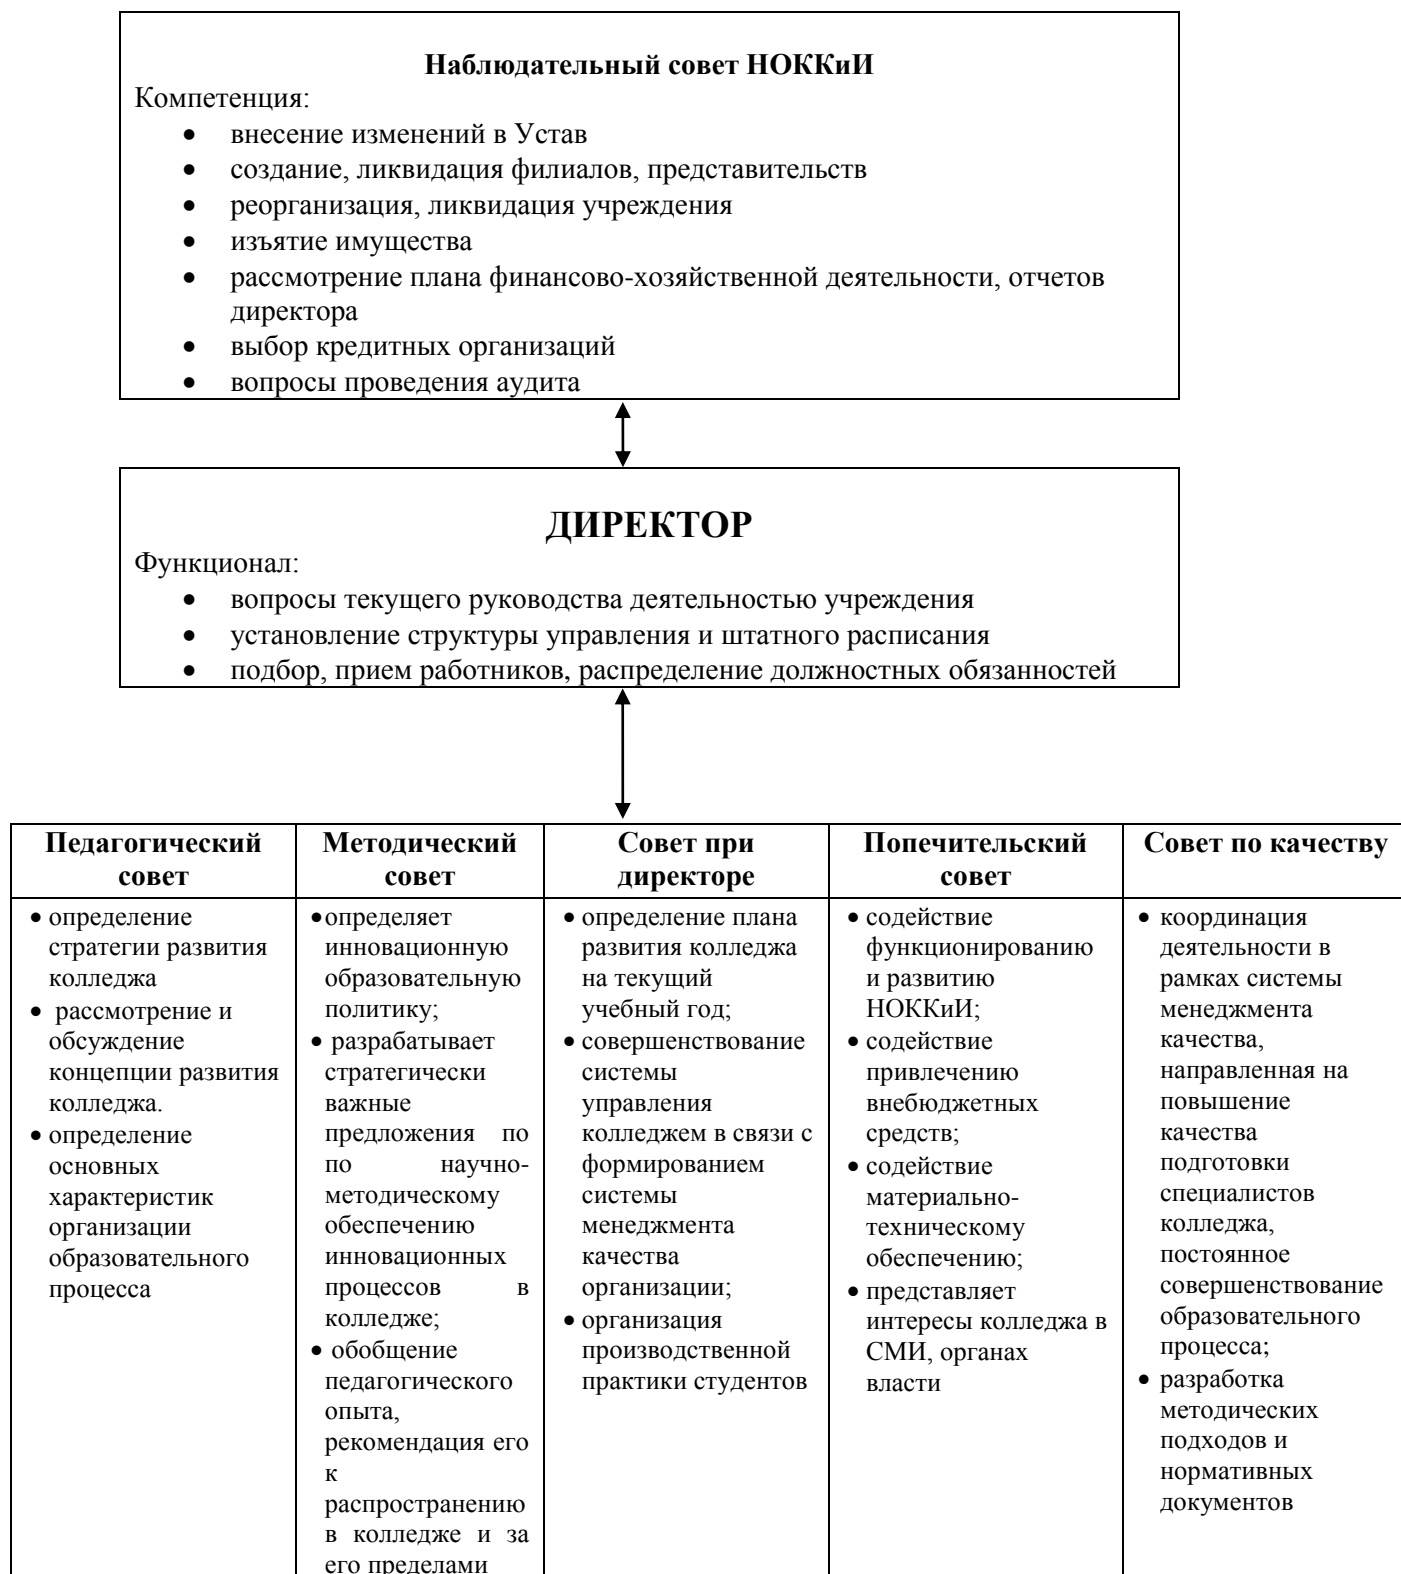 Наблюдательный совет НОККиИ
Компетенция:
• внесение изменений в Устав
• создание, ликвидация филиалов, представительств
• реорганизация, ликвидация учреждения
• изъятие имущества
• рассмотрение плана финансово-хозяйственной деятельности, отчетов
директора
• выбор кредитных организаций
• вопросы проведения аудита
ДИРЕКТОР
Функционал:
• вопросы текущего руководства деятельностью учреждения
• установление структуры управления и штатного расписания
• подбор, прием работников, распределение должностных обязанностей
Педагогический
совет
• определение
стратегии развития
колледжа
• рассмотрение и
обсуждение
концепции развития
колледжа.
• определение
основных
характеристик
организации
образовательного
процесса
Методический
совет
• определяет
инновационную
образовательную
политику;
• разрабатывает
стратегически
важные
предложения по
по научно-
методическому
обеспечению
инновационных
процессов в
колледже;
• обобщение
педагогического
опыта,
рекомендация его
к
распространению
в колледже и за
его пределами
Совет при
директоре
• определение плана
развития колледжа
на текущий
учебный год;
• совершенствование
системы
управления
колледжем в связи с
формированием
системы
менеджмента
качества
организации;
• организация
производственной
практики студентов
Попечительский
совет
• содействие
функционированию
и развитию
НОККиИ;
• содействие
привлечению
внебюджетных
средств;
• содействие
материально-
техническому
обеспечению;
• представляет
интересы колледжа в
СМИ, органах
власти
Совет по качеству
• координация
деятельности в
рамках системы
менеджмента
качества,
направленная на
повышение
качества
подготовки
специалистов
колледжа,
постоянное
совершенствование
образовательного
процесса;
• разработка
методических
подходов и
нормативных
документов